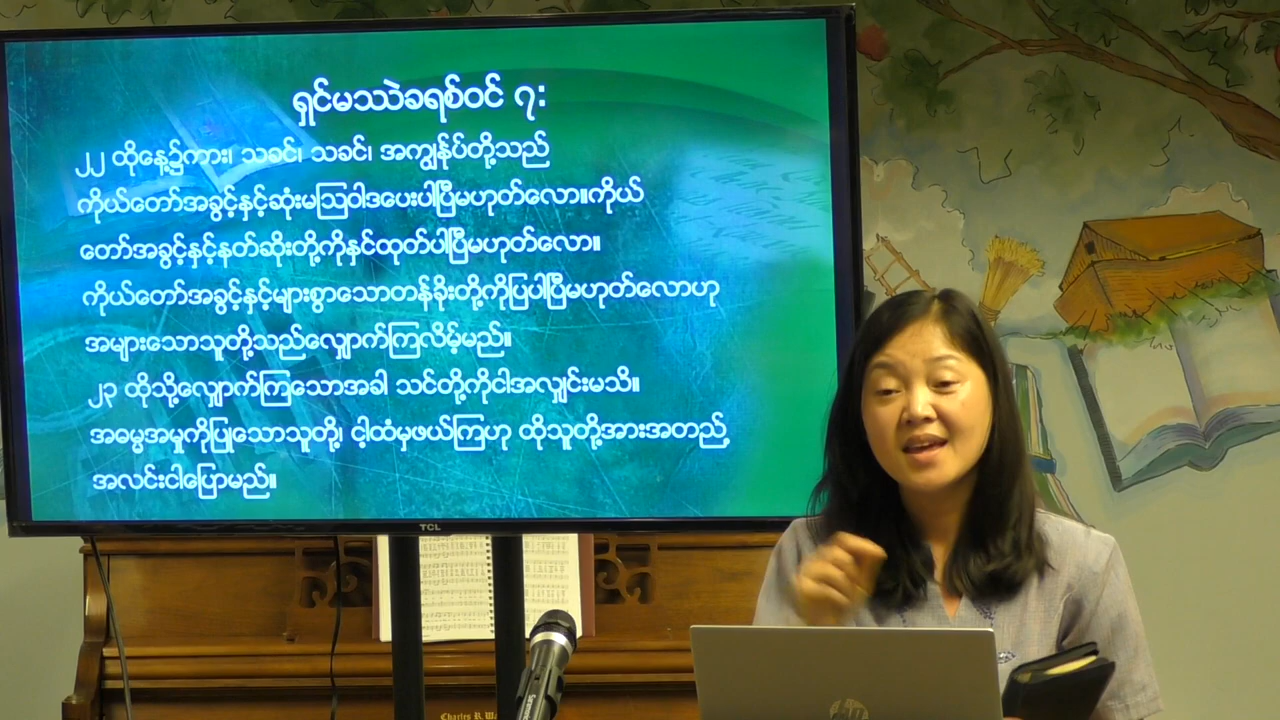 ရှင်မဿဲခရစ်ဝင် ၇:
၂၂ ထိုနေ့၌ကား၊ သခင်၊ သခင်၊ အကျွန်ုပ်တို့သည်
ကိုယ်တော်အခွင့်နှင့်ဆုံးမဩဝါဒပေးပါပြီမဟုတ်လော။ကိုယ်
တော်အခွင့်နှင့်နတ်ဆိုးတို့ကိုနှင်ထုတ်ပါပြီမဟုတ်လော။
ကိုယ်တော်အခွင့်နှင့်များစွာသောတန်ခိုးတို့ကိုပြပါပြီမဟုတ်လောဟု
အများသောသူတို့သည်လျှောက်ကြလိမ့်မည်။
၂၃ ထိုသို့လျှောက်ကြသောအခါ သင်တို့ကိုငါအလျှင်းမသိ။
အဓမ္မအမှုကိုပြုသောသူတို့၊ ငါ့ထံမှဖယ်ကြဟု ထိုသူတို့အားအတည့်
အလင်းငါပြောမည်။
TCL
Charles R. W
hp